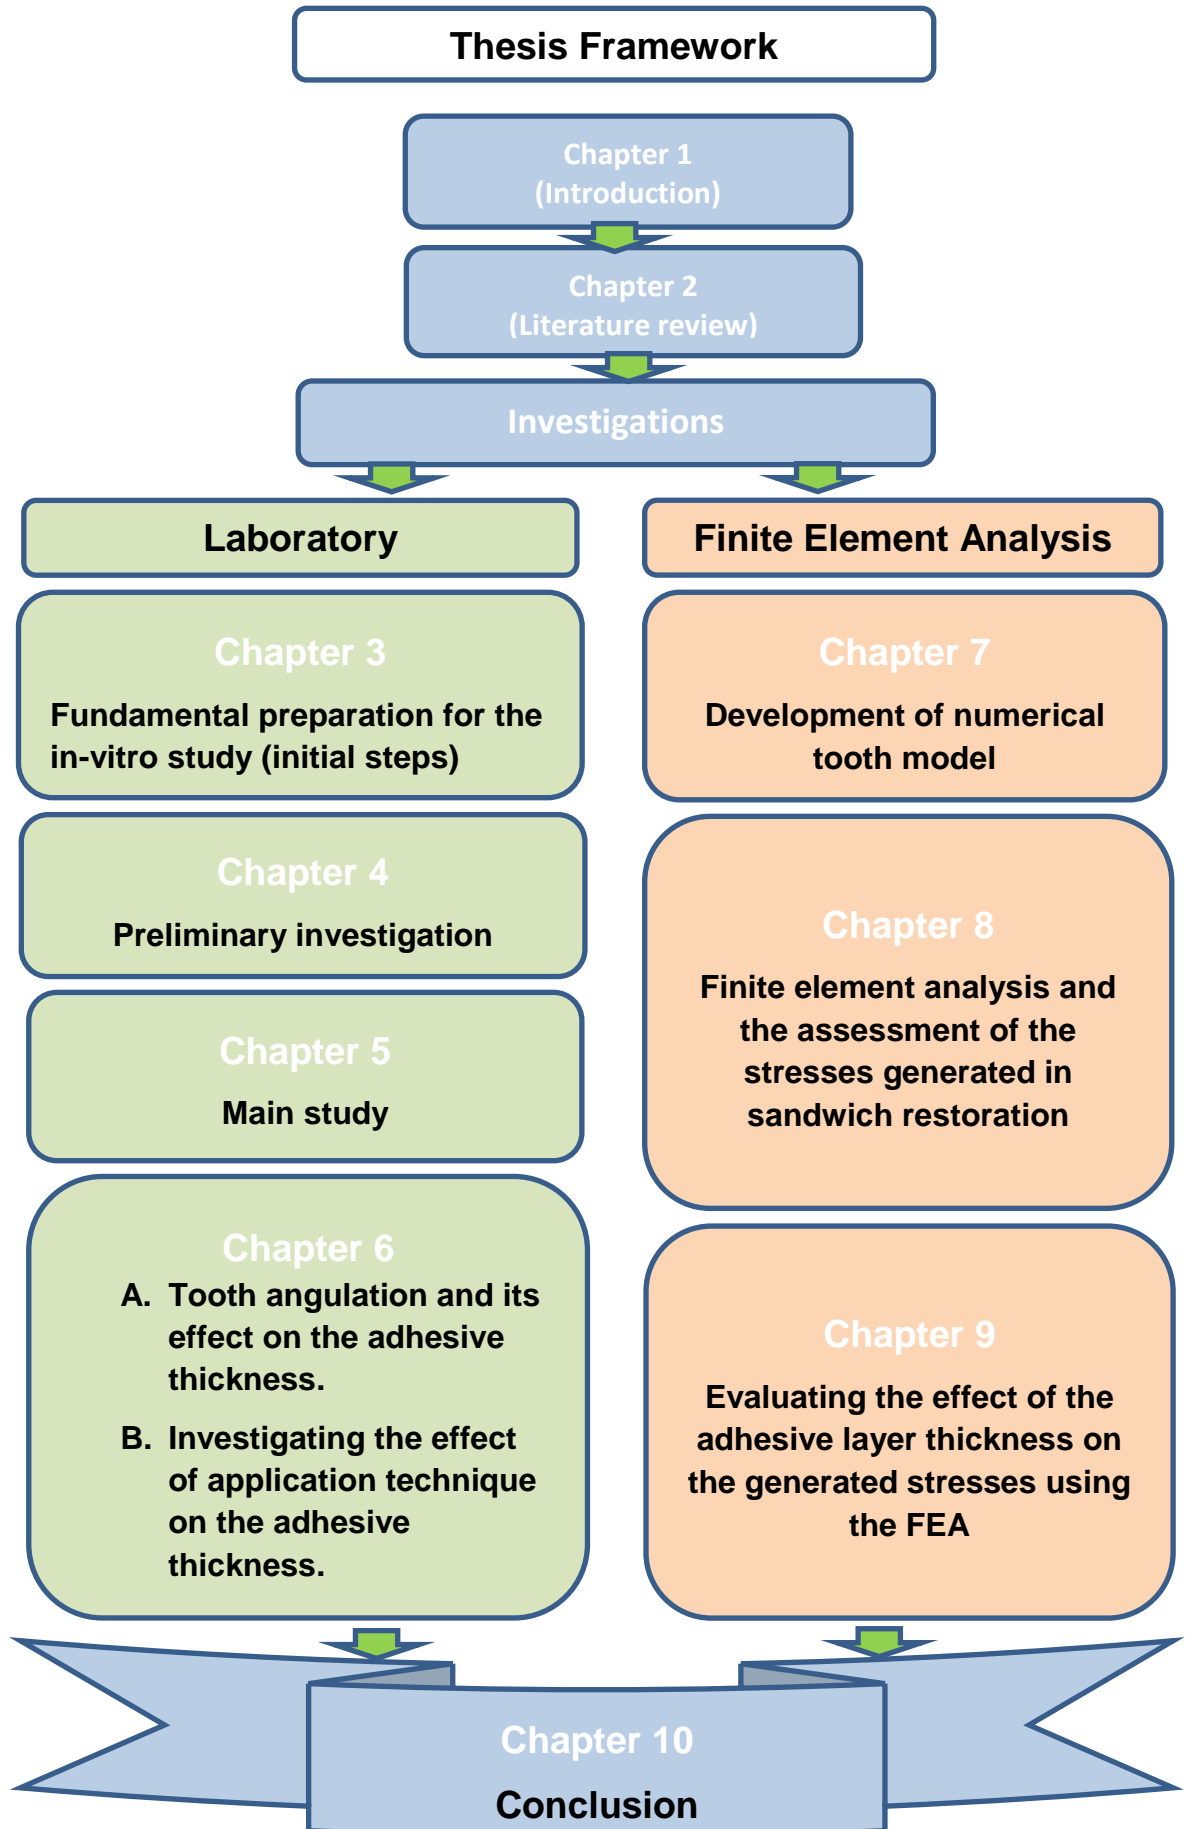 Thesis Framework
Chapter 1
(Introduction)
Chapter 2
(Literature review)
Investigations
Laboratory
Chapter 3
Fundamental preparation for the
in-vitro study (initial steps)
Chapter 4
Preliminary investigation
Chapter 5
Main study
Chapter 6
A. Tooth angulation and its
effect on the adhesive
thickness.
B. Investigating the effect
of application technique
on the adhesive
thickness.
Finite Element Analysis
Chapter 7
Development of numerical
tooth model
Chapter 8
Finite element analysis and
the assessment of the
stresses generated in
sandwich restoration
Chapter 9
Evaluating the effect of the
adhesive layer thickness on
the generated stresses using
the FEA
Chapter 10
Conclusion